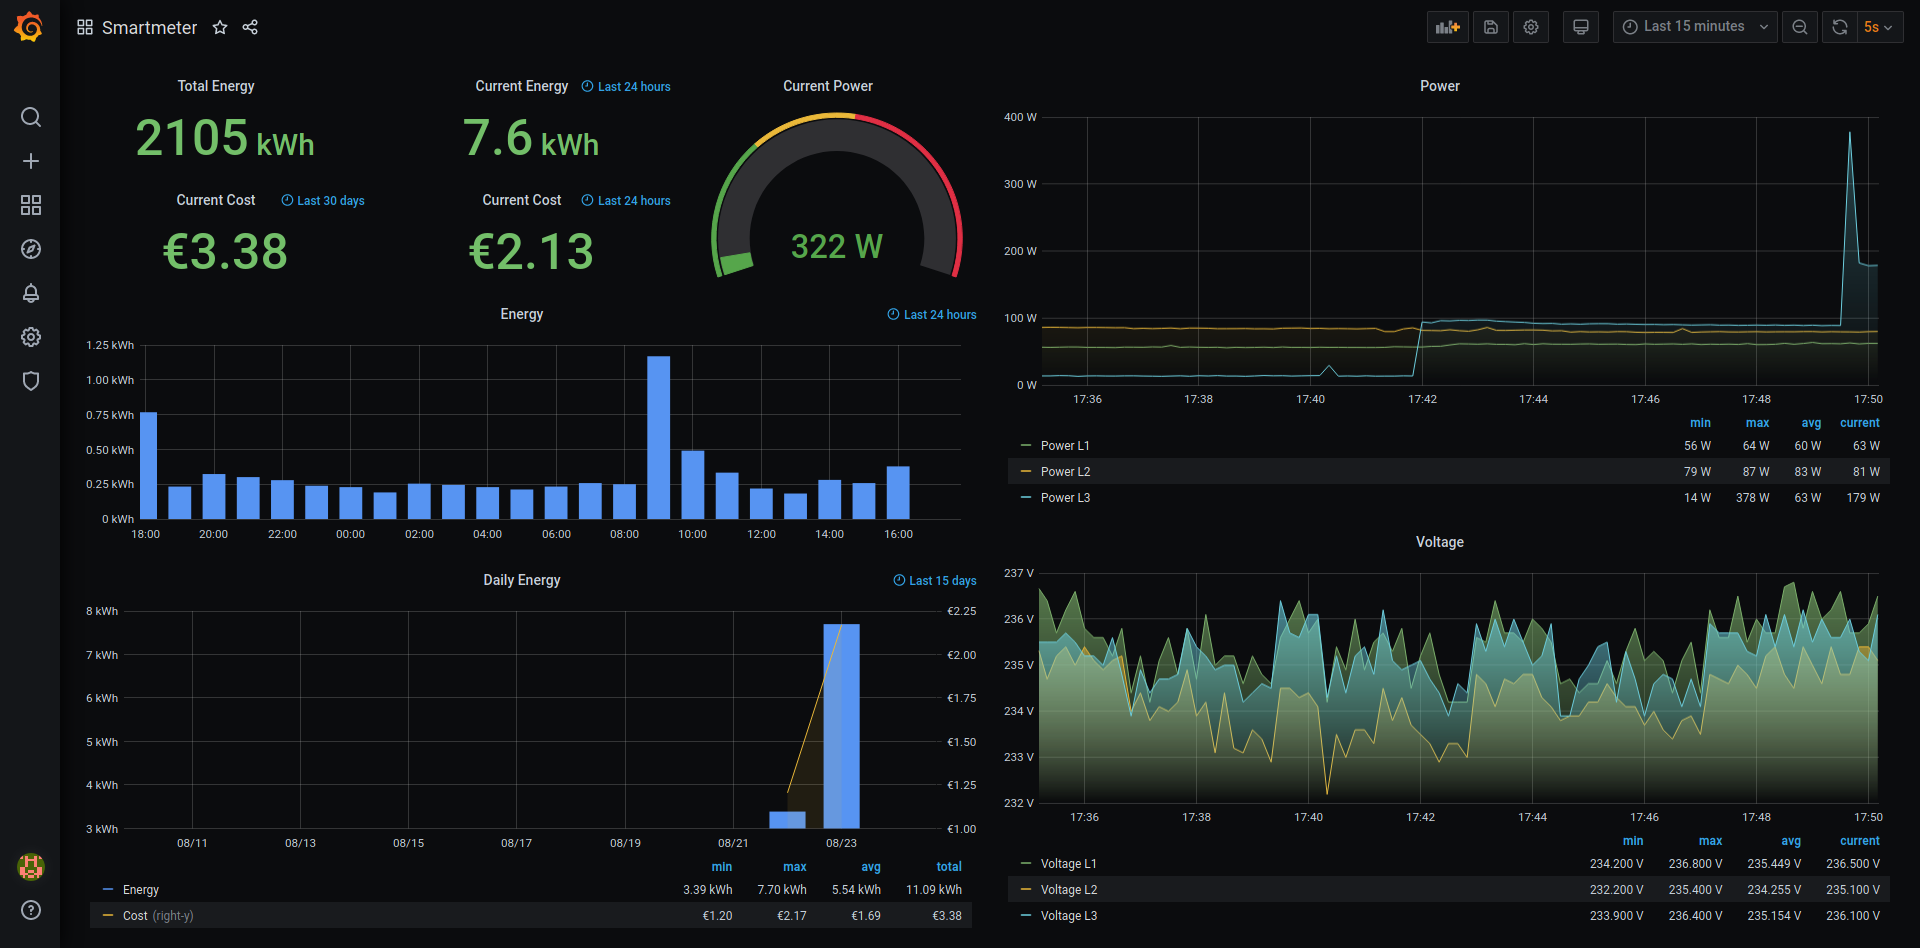 Smartmeter
Last 15 minutes
5s
Total Energy
2105 kWh
Current Energy Last 24 hours
7.6 kWh
Current Cost Last 30 days
€3.38
Current Cost Last 24 hours
€2.13
Current Power
322 W
Energy Last 24 hours
1.25 kWh
1.00 kWh
0.75 kWh
0.50 kWh
0.25 kWh
0 kWh
18:00 20:00 22:00 00:00 02:00 04:00 06:00 08:00 10:00 12:00 14:00 16:00
Daily Energy Last 15 days
8 kWh €2.25
7 kWh €2.00
6 kWh €1.75
5 kWh €1.50
4 kWh €1.25
3 kWh €1.00
08/11 08/13 08/15 08/17 08/19 08/21 08/23
min max avg total
Energy 3.39 kWh 7.70 kWh 5.54 kWh 11.09 kWh
Cost (right-y) €1.20 €2.17 €1.69 €3.38
Power
400 W
300 W
200 W
100 W
0 W
17:36 17:38 17:40 17:42 17:44 17:46 17:48 17:50
min max avg current
Power L1 56 W 64 W 60 W 63 W
Power L2 79 W 87 W 83 W 81 W
Power L3 14 W 378 W 63 W 179 W
Voltage
237 V
236 V
235 V
234 V
233 V
232 V
17:36 17:38 17:40 17:42 17:44 17:46 17:48 17:50
min max avg current
Voltage L1 234.200 V 236.800 V 235.449 V 236.500 V
Voltage L2 232.200 V 235.400 V 234.255 V 235.100 V
Voltage L3 233.900 V 236.400 V 235.154 V 236.100 V